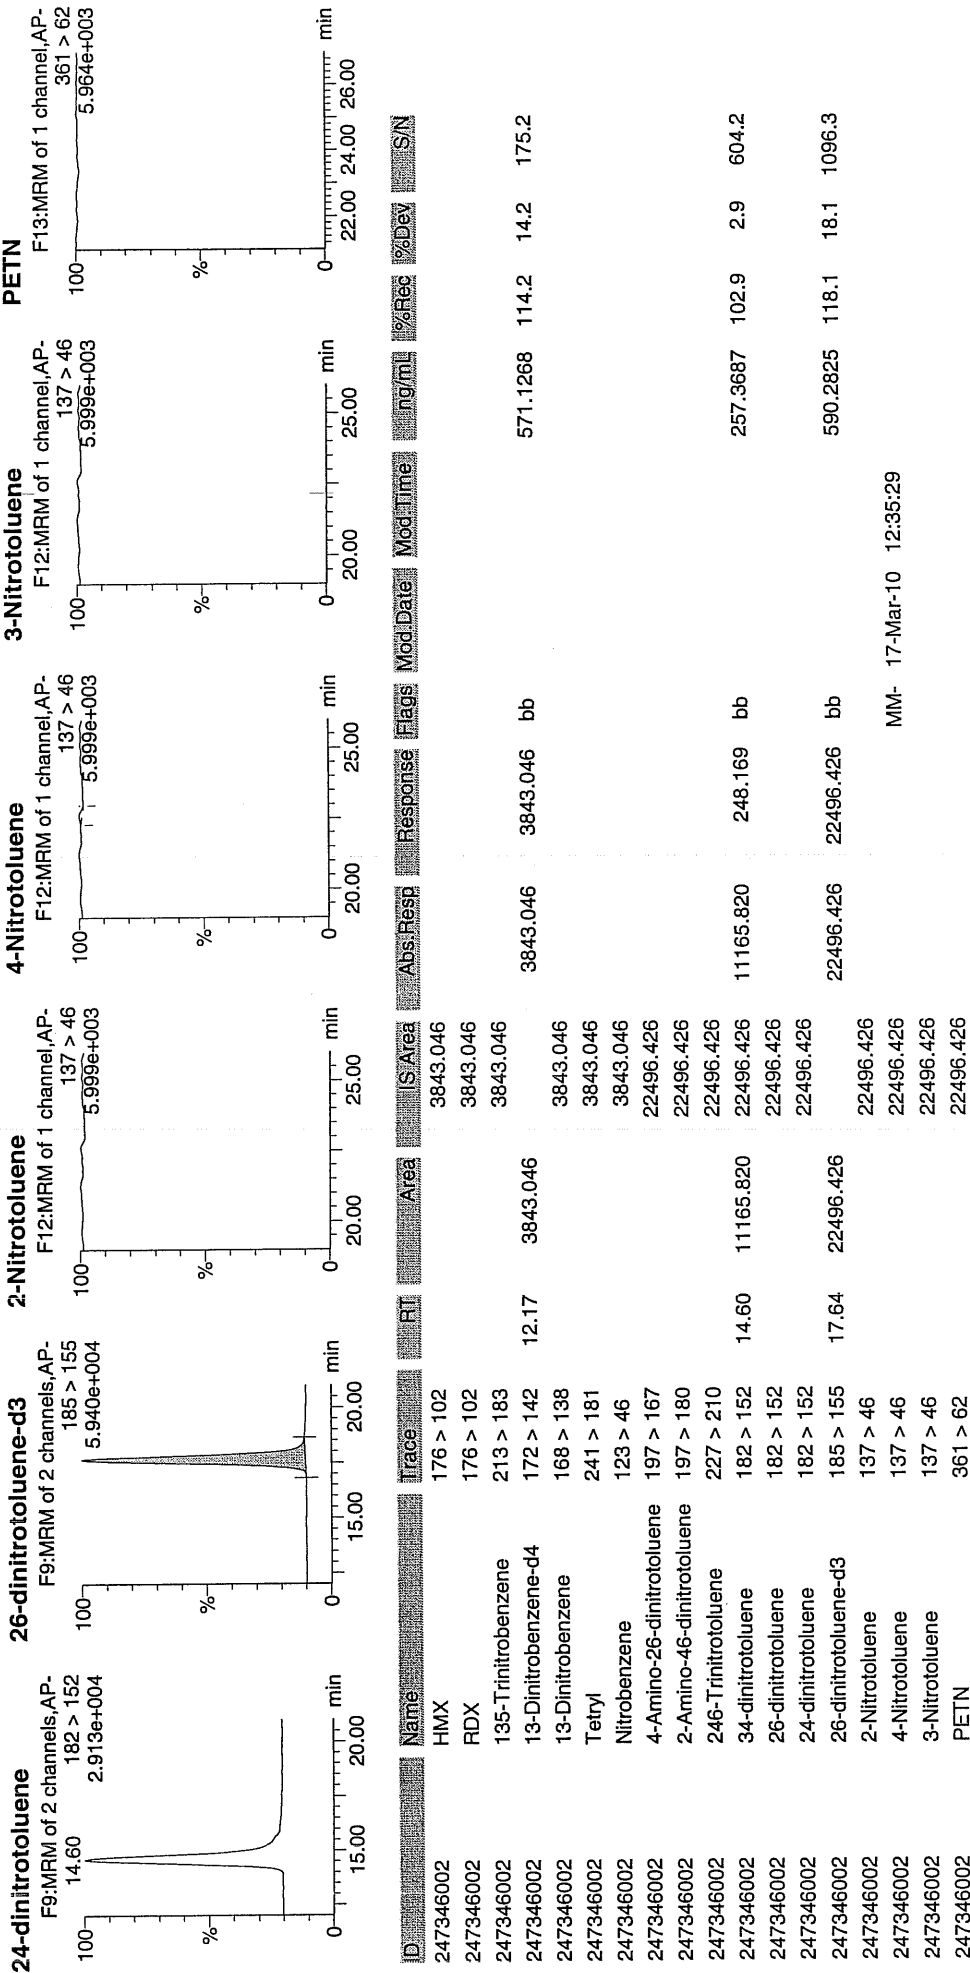 24-dinitrotoluene
F9:MRM of 2 channels,AP-
14.60 182 > 152
2.913e+004
100
%
0
15.00 20.00 min
26-dinitrotoluene-d3
F9:MRM of 2 channels,AP-
185 > 155
5.940e+004
100
%
0
15.00 20.00 min
2-Nitrotoluene
F12:MRM of 1 channel,AP-
137 > 46
5.999e+003
100
%
0
20.00 25.00 min
4-Nitrotoluene
F12:MRM of 1 channel,AP-
137 > 46
5.999e+003
100
%
0
20.00 25.00 min
3-Nitrotoluene
F12:MRM of 1 channel,AP-
137 > 46
5.999e+003
100
%
0
20.00 25.00 min
PETN
F13:MRM of 1 channel,AP-
361 > 62
5.964e+003
100
%
0
22.00 24.00 26.00 min
ID Name Trace RT Area IS Area Abs.Resp Response Flags Mod.Date Mod.Time ng/mL %Rec %Dev S/N
247346002 HMX 176 > 102 3843.046
247346002 RDX 176 > 102 3843.046
247346002 135-Trinitrobenzene 213 > 183 3843.046
247346002 13-Dinitrobenzene-d4 172 > 142 12.17 3843.046 3843.046 3843.046 bb 571.1268 114.2 14.2 175.2
247346002 13-Dinitrobenzene 168 > 138 3843.046
247346002 Tetryl 241 > 181 3843.046
247346002 Nitrobenzene 123 > 46 3843.046
247346002 4-Amino-26-dinitrotoluene 197 > 167 22496.426
247346002 2-Amino-46-dinitrotoluene 197 > 180 22496.426
247346002 246-Trinitrotoluene 227 > 210 22496.426
247346002 34-dinitrotoluene 182 > 152 14.60 11165.820 22496.426 11165.820 248.169 bb 257.3687 102.9 2.9 604.2
247346002 26-dinitrotoluene 182 > 152 22496.426
247346002 24-dinitrotoluene 182 > 152 22496.426
247346002 26-dinitrotoluene-d3 185 > 155 17.64 22496.426 22496.426 22496.426 bb 590.2825 118.1 18.1 1096.3
247346002 2-Nitrotoluene 137 > 46 22496.426
247346002 4-Nitrotoluene 137 > 46 22496.426 MM- 17-Mar-10 12:35:29
247346002 3-Nitrotoluene 137 > 46 22496.426
247346002 PETN 361 > 62 22496.426